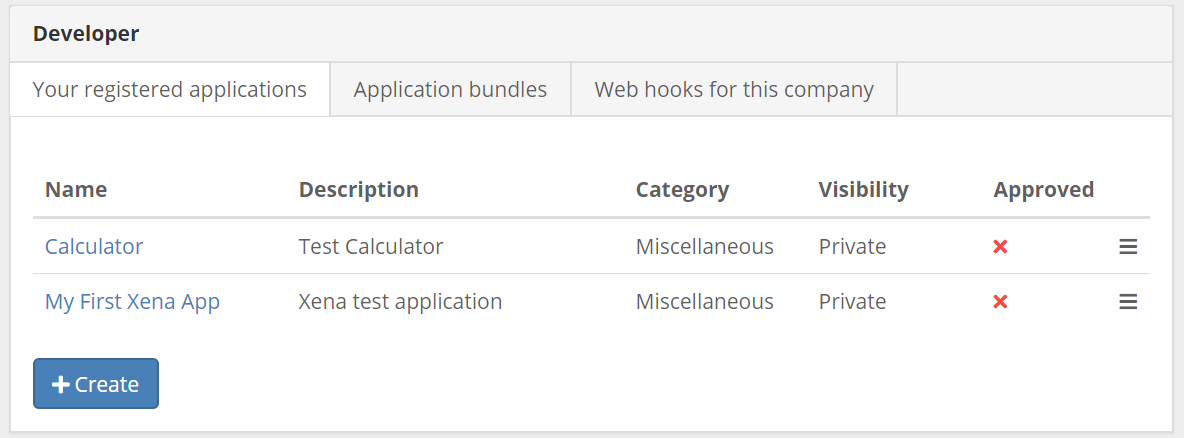 Developer
Your registered applications Application bundles Web hooks for this company
Name Description Category Visibility Approved
Calculator Test Calculator Miscellaneous Private
My First Xena App Xena test application Miscellaneous Private
Create